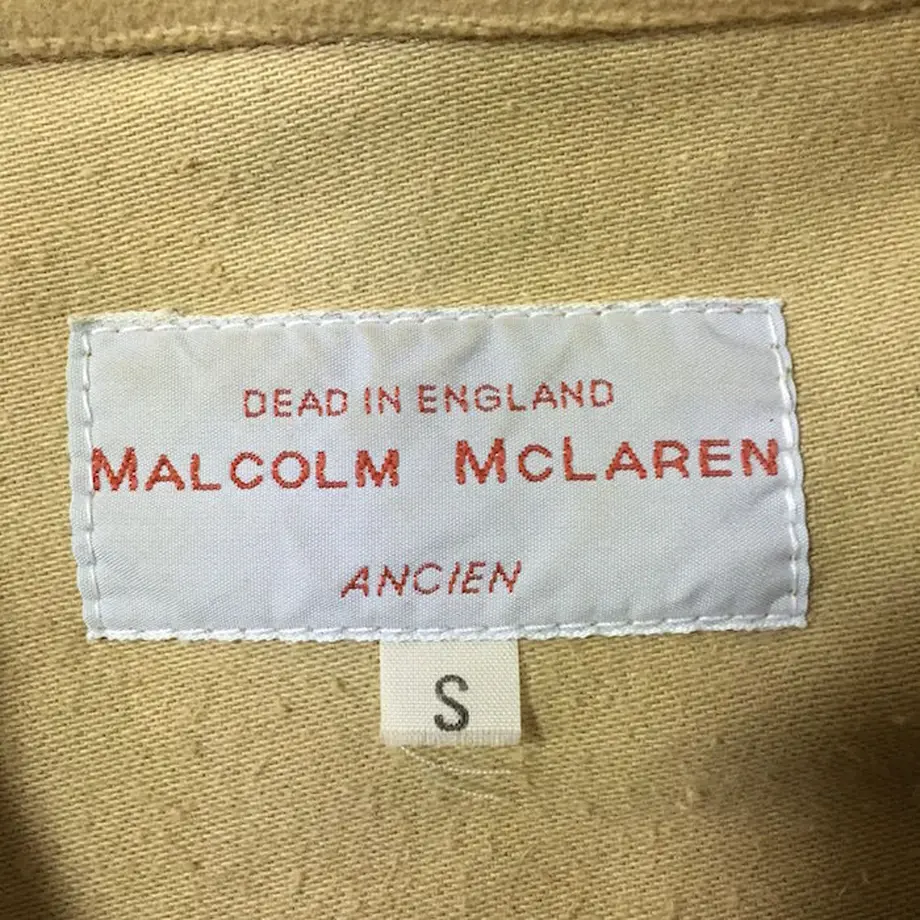 DEAD IN ENGLAND
MALCOLM McLAREN
ANCIEN
S